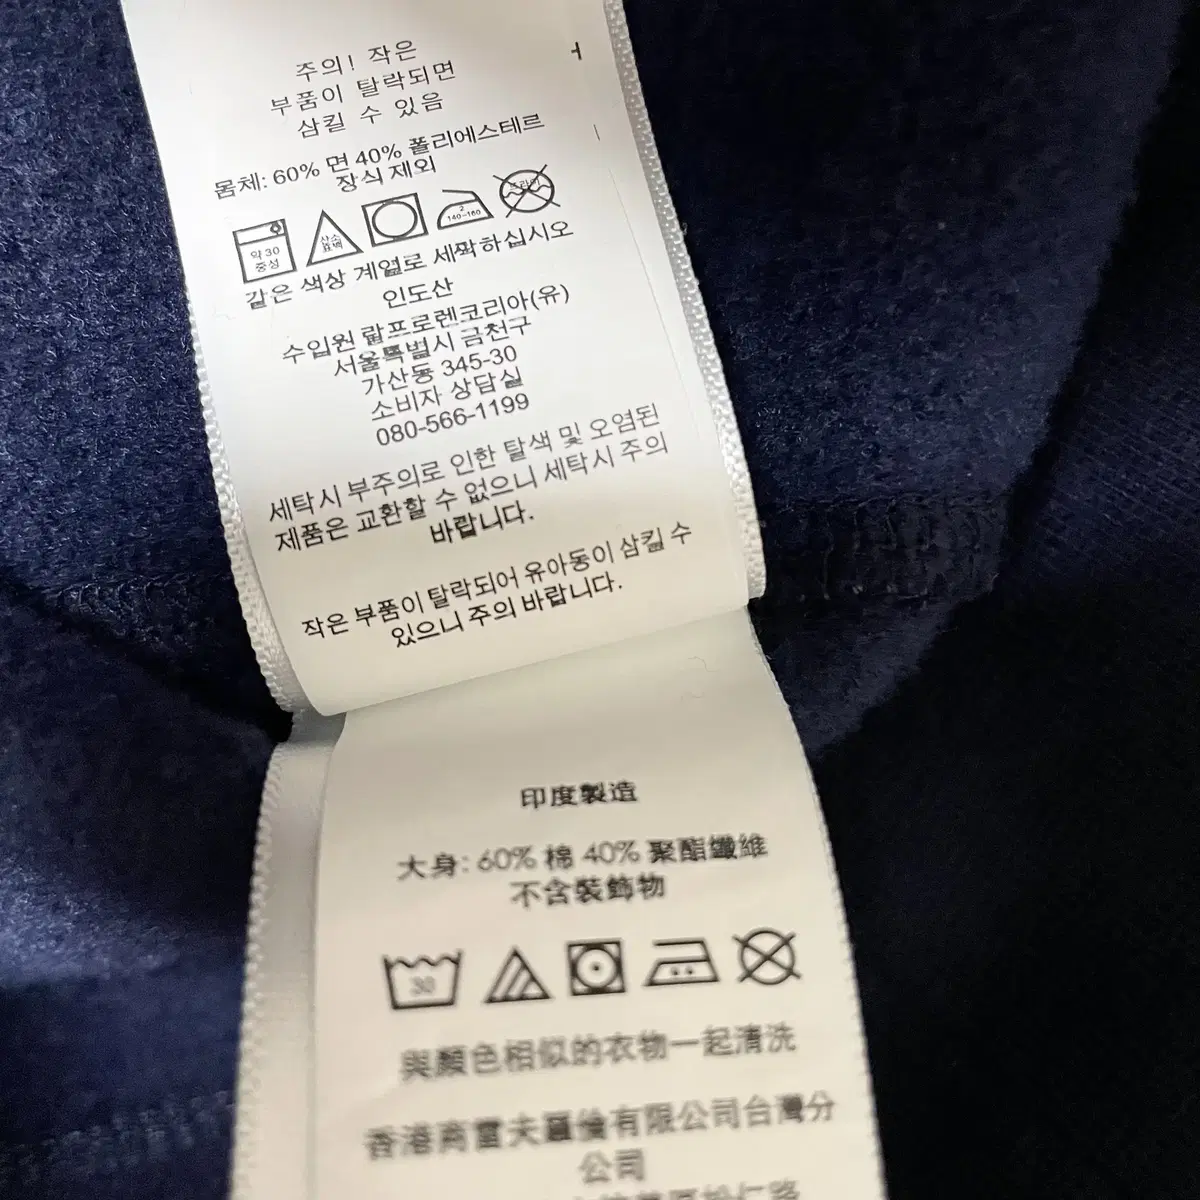 주의! 작은
부품이 탈락되면
삼킬 수 있음
몸체: 60% 면 40% 폴리에스테르
장식 제외
약 30
중성
산소
표백
2
140-160
드라이
같은 색상 계열로 세탁하십시오
인도산
수입원 랄프로렌코리아(유)
서울특별시 금천구
가산동 345-30
소비자 상담실
080-566-1199
세탁시 부주의로 인한 탈색 및 오염된
제품은 교환할 수 없으니 세탁시 주의
바랍니다.
작은 부품이 탈락되어 유아동이 삼킬 수
있으니 주의 바랍니다.
印度製造
大身: 60% 棉 40% 聚酯纖維
不含裝飾物
30
與顏色相似的衣物一起清洗
香港商雷夫羅倫有限公司台灣分
公司